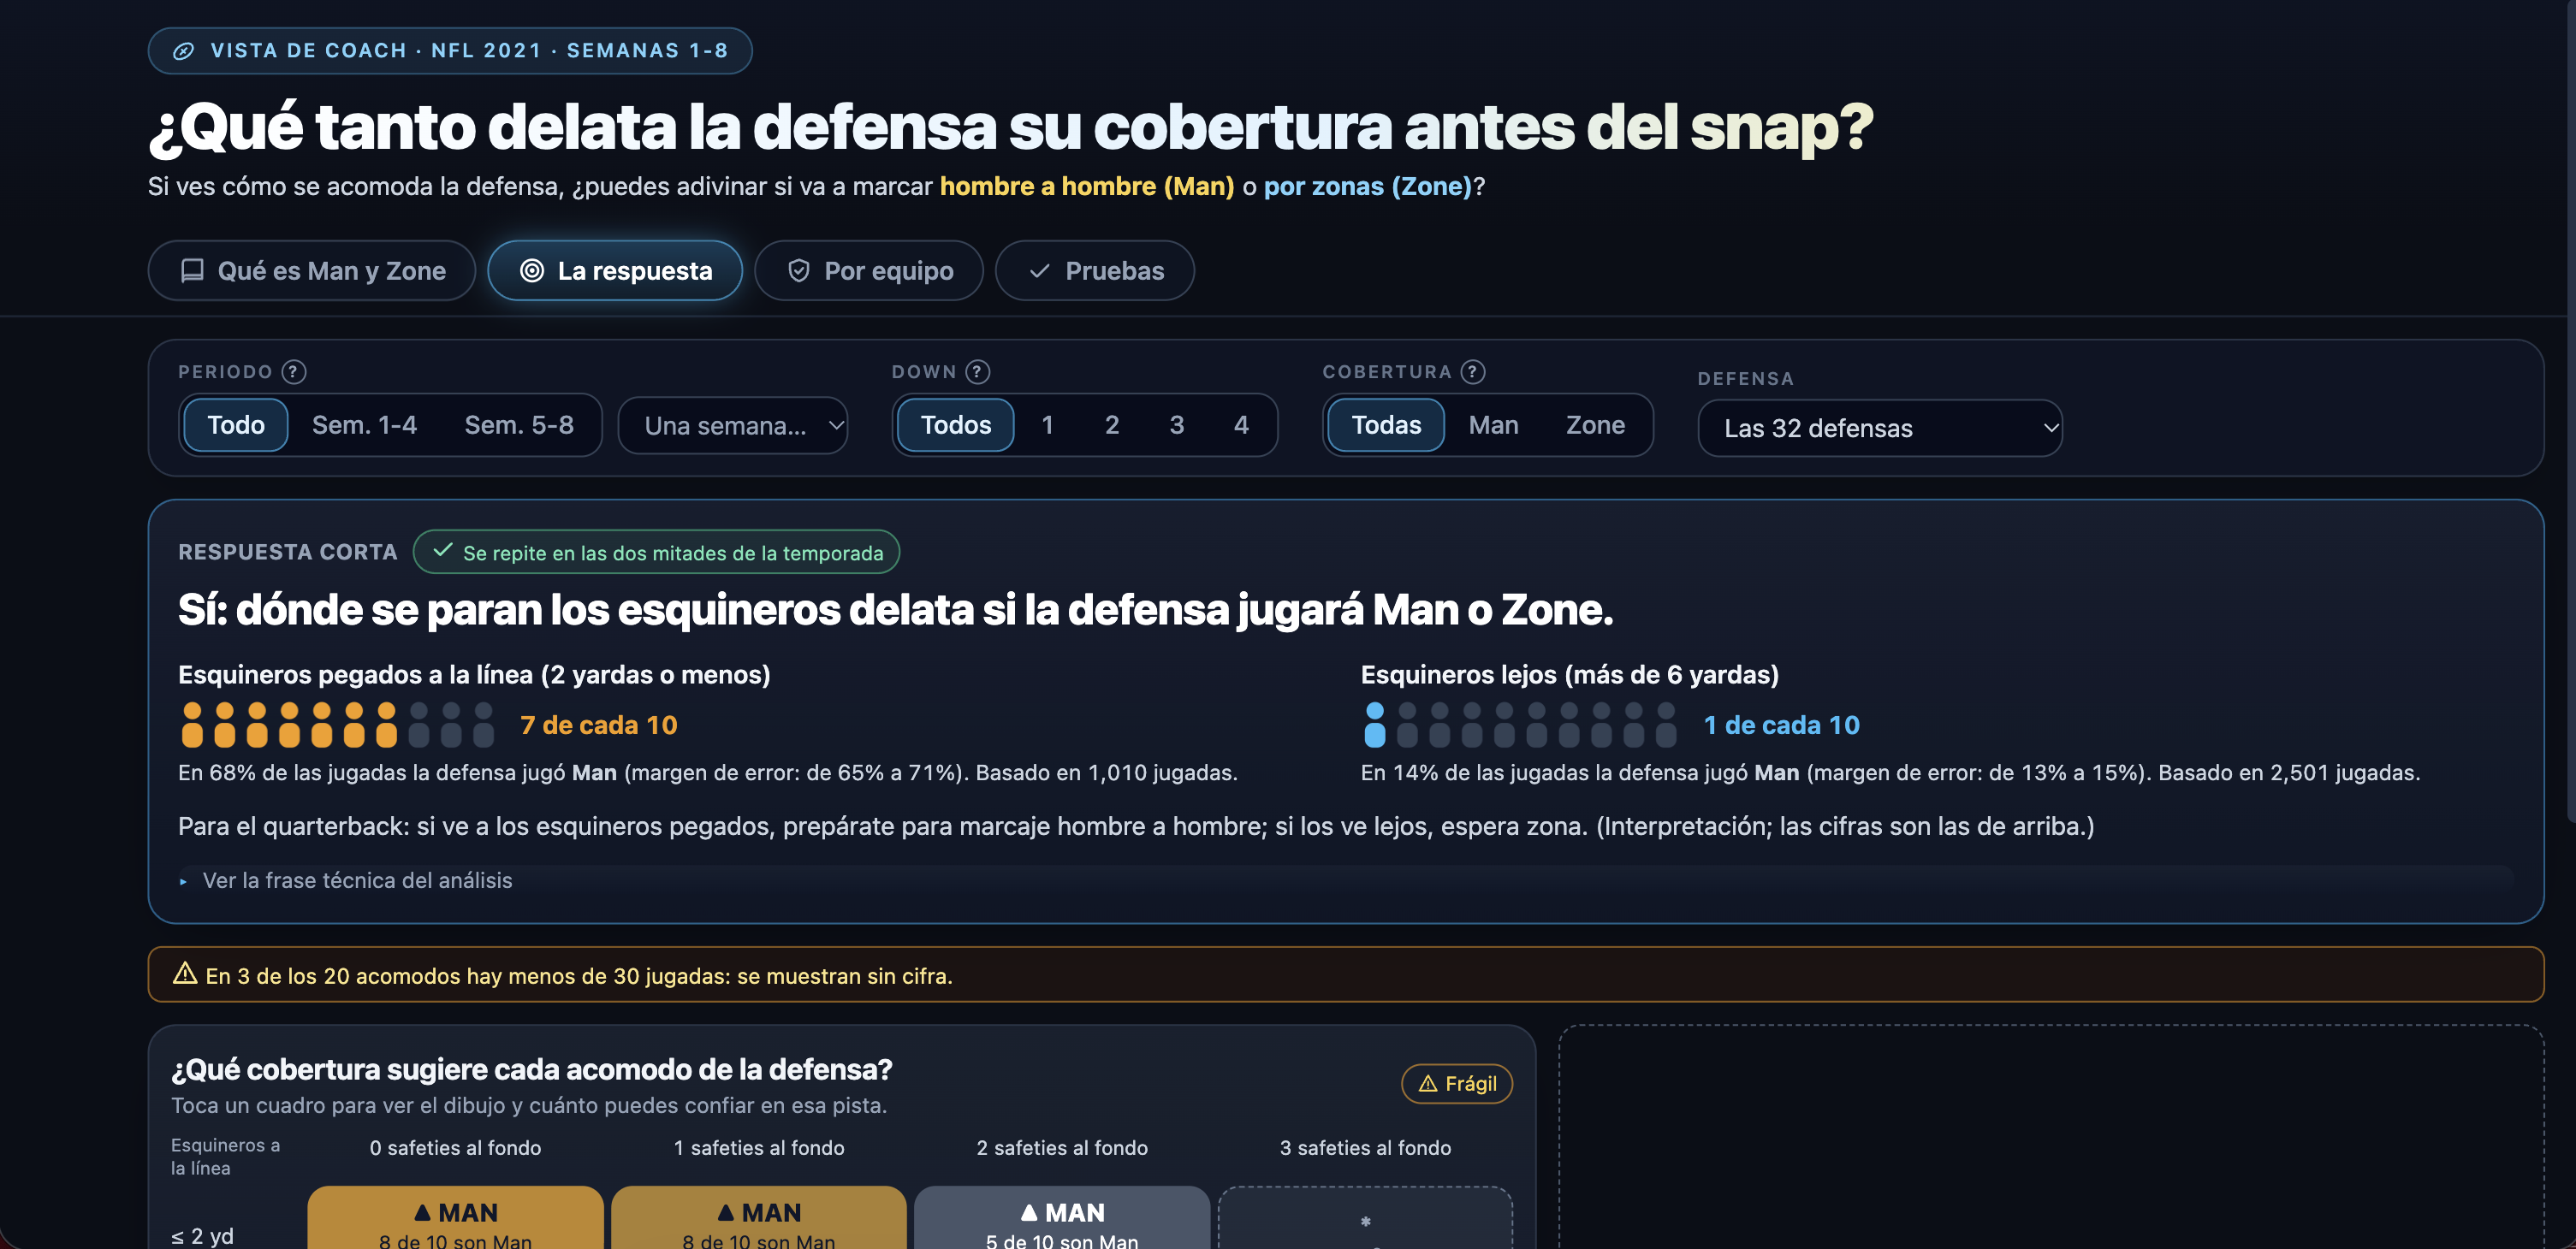 VISTA DE COACH · NFL 2021 · SEMANAS 1-8
¿Qué tanto delata la defensa su cobertura antes del snap?
Si ves cómo se acomoda la defensa, ¿puedes adivinar si va a marcar hombre a hombre (Man) o por zonas (Zone)?
Qué es Man y Zone
La respuesta
Por equipo
Pruebas
PERIODO ?
Todo
Sem. 1-4
Sem. 5-8
Una semana...
DOWN ?
Todos
1
2
3
4
COBERTURA ?
Todas
Man
Zone
DEFENSA
Las 32 defensas
RESPUESTA CORTA
Se repite en las dos mitades de la temporada
Sí: dónde se paran los esquineros delata si la defensa jugará Man o Zone.
Esquineros pegados a la línea (2 yardas o menos)
7 de cada 10
En 68% de las jugadas la defensa jugó Man (margen de error: de 65% a 71%). Basado en 1,010 jugadas.
Esquineros lejos (más de 6 yardas)
1 de cada 10
En 14% de las jugadas la defensa jugó Man (margen de error: de 13% a 15%). Basado en 2,501 jugadas.
Para el quarterback: si ve a los esquineros pegados, prepárate para marcaje hombre a hombre; si los ve lejos, espera zona. (Interpretación; las cifras son las de arriba.)
Ver la frase técnica del análisis
En 3 de los 20 acomodos hay menos de 30 jugadas: se muestran sin cifra.
¿Qué cobertura sugiere cada acomodo de la defensa?
Frágil
Toca un cuadro para ver el dibujo y cuánto puedes confiar en esa pista.
Esquineros a
la línea
0 safeties al fondo
1 safeties al fondo
2 safeties al fondo
3 safeties al fondo
≤ 2 yd
▲ MAN
8 de 10 son Man
▲ MAN
8 de 10 son Man
▲ MAN
5 de 10 son Man
*